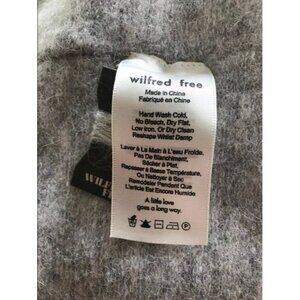 wilfred free
Made in China
Fabriqué en Chine
Hand Wash Cold,
No Bleach, Dry Flat,
Low Iron, Or Dry Clean
Reshape Whilst Damp
Laver à La Main à L'eau Froide.
Pas De Blanchiment,
Sécher à Plat,
Repasser à Basse Température,
Ou Nettoyer à Sec
Remodeler Pendant Que
L'article Est Encore Humide
A little love
goes a long way.
P
WILF